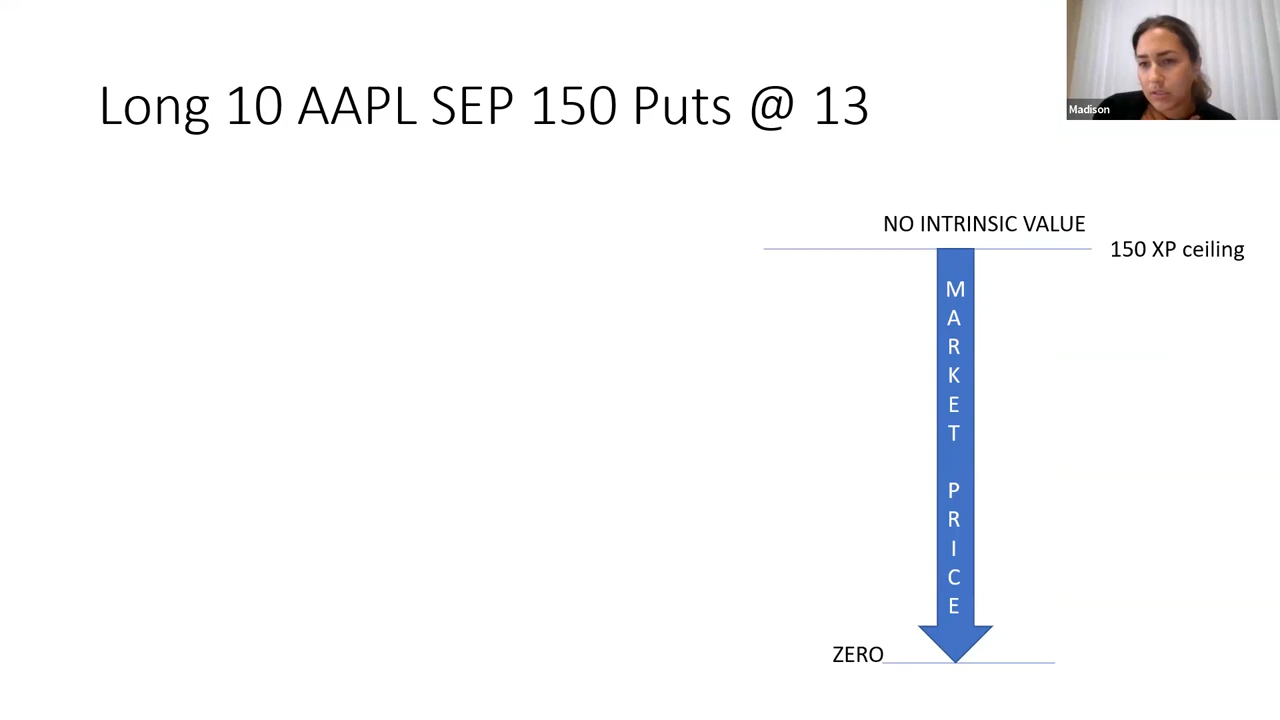 Long 10 AAPL SEP 150 Puts @ 13
Madison
NO INTRINSIC VALUE
150 XP ceiling
M
A
R
K
E
T
P
R
I
C
E
ZERO